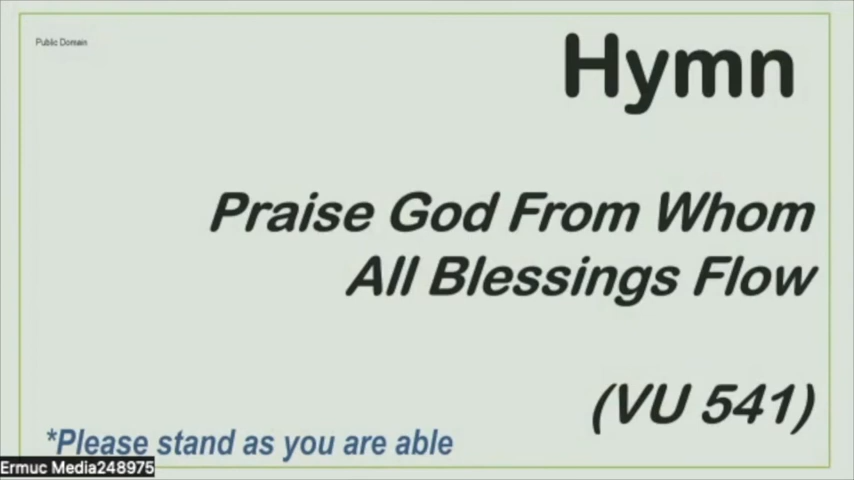 Public Domain
Hymn
Praise God From Whom
All Blessings Flow
(VU 541)
*Please stand as you are able
Ermuc Media248975